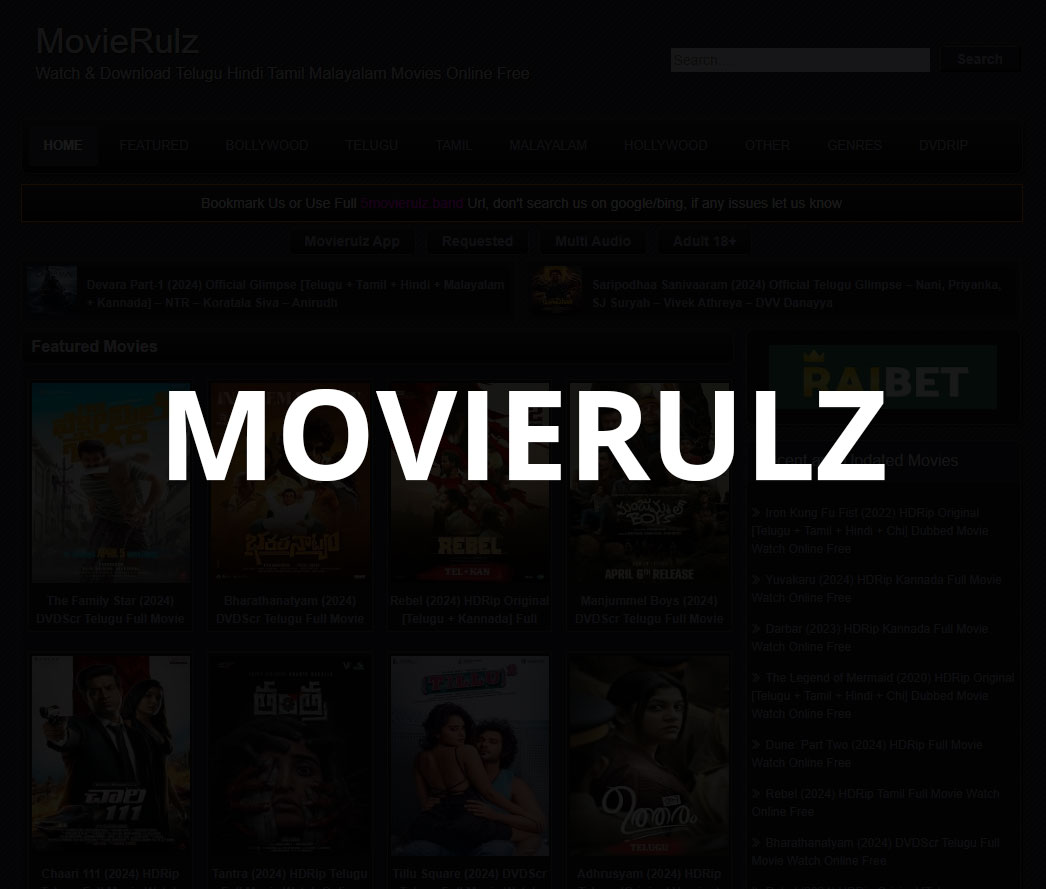 MovieRulz
Watch & Download Telugu Hindi Tamil Malayalam Movies Online Free
Search...
Search
HOME FEATURED BOLLYWOOD TELUGU TAMIL MALAYALAM HOLLYWOOD OTHER GENRES DVDRIP
Bookmark Us or Use Full 5movierulz.band Url, don't search us on google/bing, if any issues let us know
Movierulz App Requested Multi Audio Adult 18+
Devara Part-1 (2024) Official Glimpse [Telugu + Tamil + Hindi + Malayalam
+ Kannada] – NTR – Koratala Siva – Anirudh
Saripodhaa Sanivaaram (2024) Official Telugu Glimpse – Nani, Priyanka,
SJ Suryah – Vivek Athreya – DVV Danayya
Featured Movies
RAJBET
MOVIERULZ
Updated Movies
REBEL
TEL • KAN
APRIL 5
APRIL 6TH RELEASE
The Family Star (2024)
DVDScr Telugu Full Movie
Bharathanatyam (2024)
DVDScr Telugu Full Movie
Rebel (2024) HDRip Original
[Telugu + Kannada] Full
Manjummel Boys (2024)
DVDScr Telugu Full Movie
111
TELUGU
Chaari 111 (2024) HDRip
Tantra (2024) HDRip Telugu
Tillu Square (2024) DVDScr
Adhrusyam (2024) HDRip
Iron Kung Fu Fist (2022) HDRip Original
[Telugu + Tamil + Hindi + Chi] Dubbed Movie
Watch Online Free
Yuvakaru (2024) HDRip Kannada Full Movie
Watch Online Free
Darbar (2023) HDRip Kannada Full Movie
Watch Online Free
The Legend of Mermaid (2020) HDRip Original
[Telugu + Tamil + Hindi + Chi] Dubbed Movie
Watch Online Free
Dune: Part Two (2024) HDRip Full Movie
Watch Online Free
Rebel (2024) HDRip Tamil Full Movie Watch
Online Free
Bharathanatyam (2024) DVDScr Telugu Full
Movie Watch Online Free